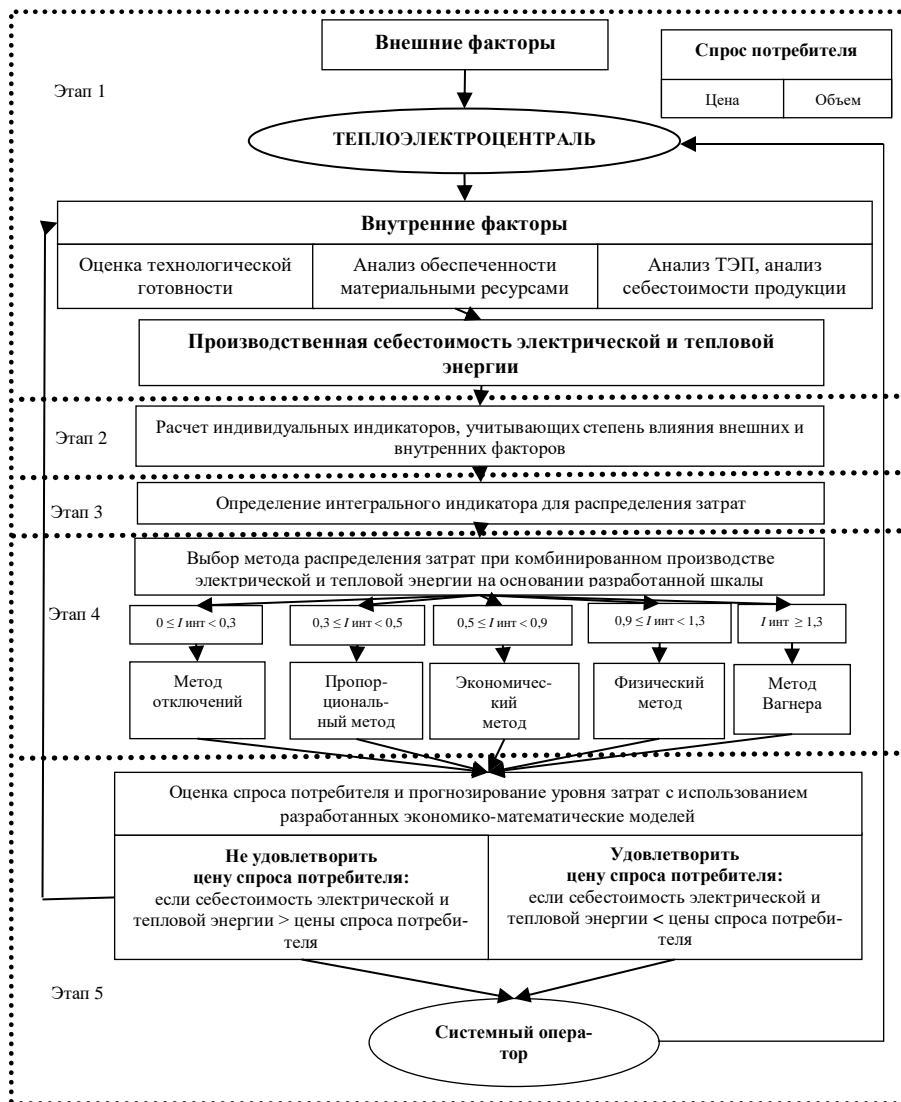 Внешние факторы
Спрос потребителя
Цена
Объем
Этап 1
ТЕПЛОЭЛЕКТРОЦЕНТРАЛЬ
Внутренние факторы
Оценка технологической
готовности
Анализ обеспеченности
материальными ресурсами
Анализ ТЭП, анализ
себестоимости продукции
Производственная себестоимость электрической и тепловой
энергии
Этап 2
Расчет индивидуальных индикаторов, учитывающих степень влияния внешних и
внутренних факторов
Этап 3
Определение интегрального индикатора для распределения затрат
Этап 4
Выбор метода распределения затрат при комбинированном производстве
электрической и тепловой энергии на основании разработанной шкалы
0 ≤ I инт < 0,3
0,3 ≤ I инт < 0,5
0,5 ≤ I инт < 0,9
0,9 ≤ I инт < 1,3
I инт ≥ 1,3
Метод
отключений
Пропор-
циональ-
ный метод
Экономичес-
кий
метод
Физический
метод
Метод
Вагнера
Оценка спроса потребителя и прогнозирование уровня затрат с использованием
разработанных экономико-математические моделей
Не удовлетворить
цену спроса потребителя:
если себестоимость электрической и
тепловой энергии > цены спроса потреби-
теля
Удовлетворить
цену спроса потребителя:
если себестоимость электрической и
тепловой энергии < цены спроса потреби-
теля
Этап 5
Системный опера-
тор